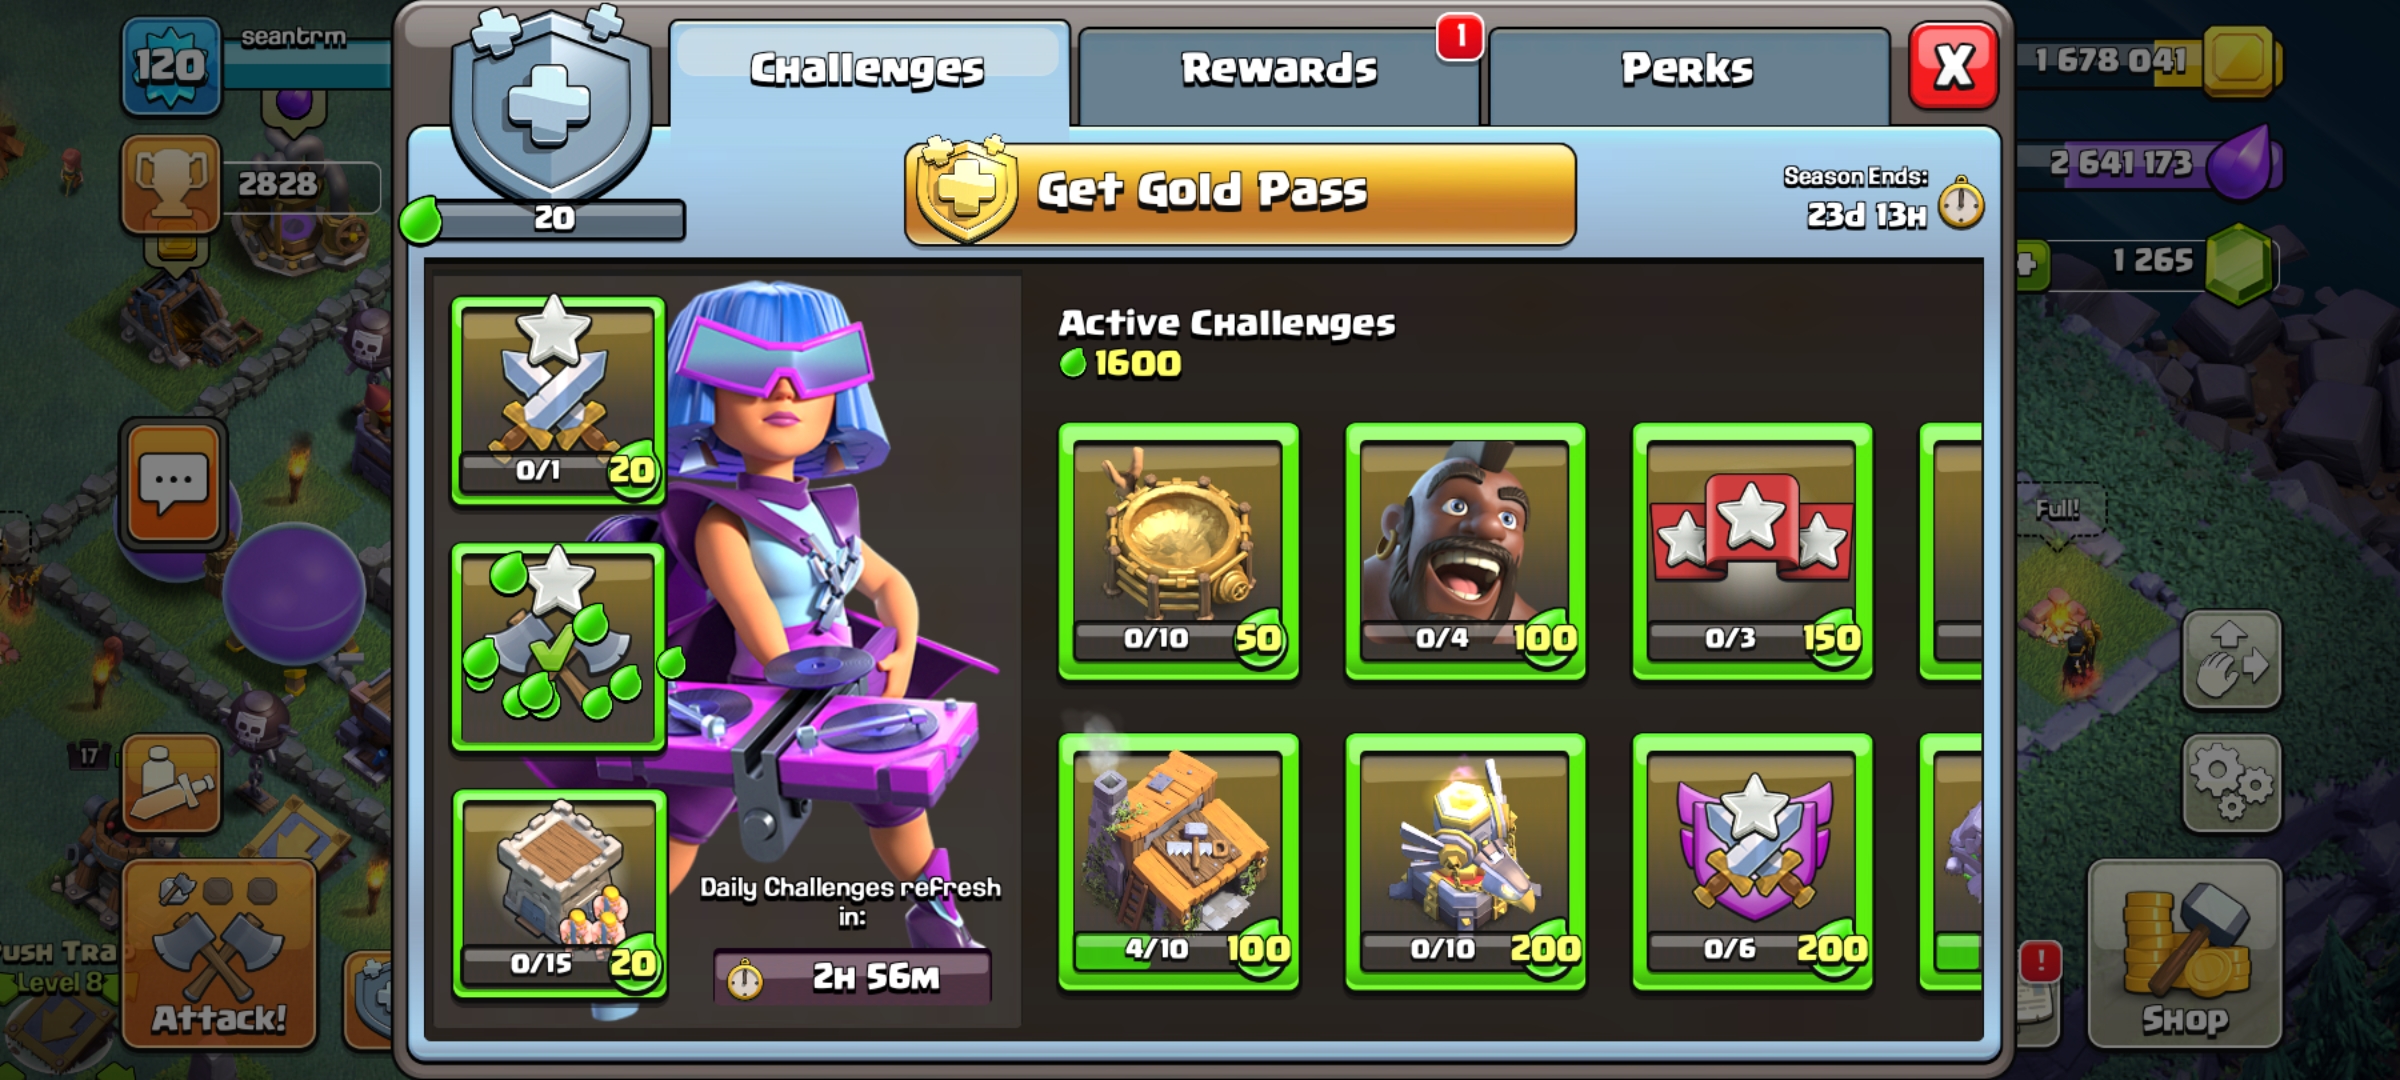 120
seantrm
2828
Challenges
Rewards
1
Perks
X
1 678 041
2 641 173
1 265
20
Get Gold Pass
Season Ends:
23d 13H
Active Challenges
1600
0/1
20
0/15
20
Daily Challenges refresh
in:
2H 56M
0/10
50
0/4
100
0/3
150
4/10
100
0/10
200
0/6
200
Full!
17
Level 8
Attack!
!
Shop